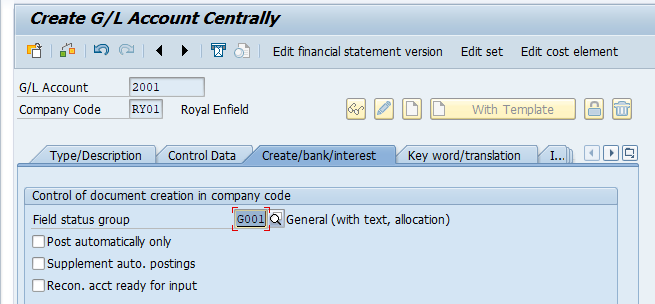 Create G/L Account Centrally
Edit financial statement version Edit set Edit cost element
G/L Account 2001
Company Code RY01 Royal Enfield
With Template
Type/Description Control Data Create/bank/interest Key word/translation I...
Control of document creation in company code
Field status group G001 General (with text, allocation)
Post automatically only
Supplement auto. postings
Recon. acct ready for input